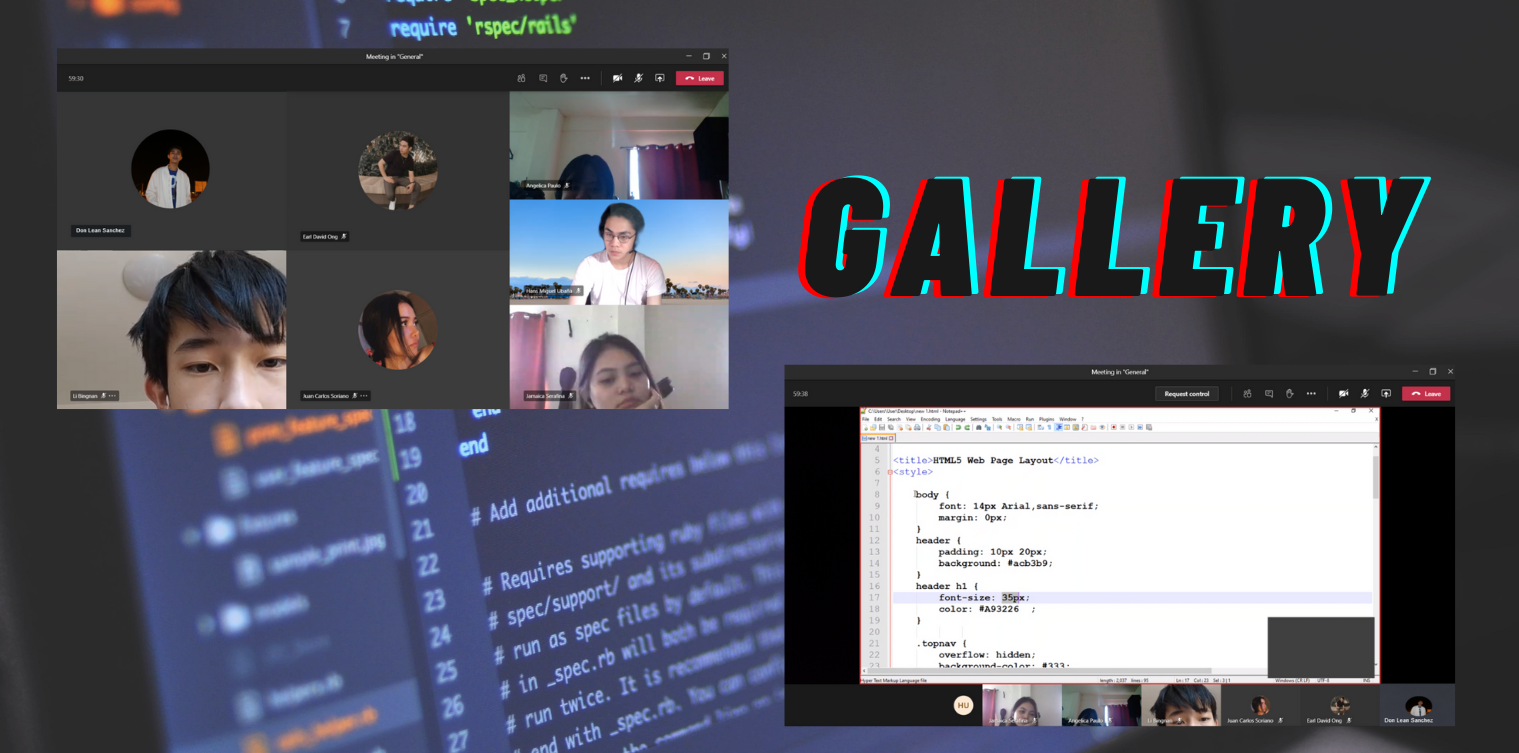 7 require 'rspec/rails'
Meeting in "General"
59:30
Leave
Don Lean Sanchez
Earl David Ong
Angelica Paulo
Hans Miguel Ubaña
Li Bingnan
Juan Carlos Soriano
Jamaica Serafina
GALLERY
Meeting in "General"
59:38
Request control
Leave
C:\Users\User\Desktop\new 1.html - Notepad++
File Edit Search View Encoding Language Settings Tools Macro Run Plugins Window ?
new 1.html
4
5 <title>HTML5 Web Page Layout</title>
6 <style>
7
8 body {
9 font: 14px Arial,sans-serif;
10 margin: 0px;
11 }
12 header {
13 padding: 10px 20px;
14 background: #acb3b9;
15 }
16 header h1 {
17 font-size: 35px;
18 color: #A93226 ;
19 }
20
21 .topnav {
22 overflow: hidden;
23 background-color: #333;
Hyper Text Markup Language file length : 2,037 lines : 95 Ln : 17 Col : 23 Sel : 3 | 1 Windows (CR LF) UTF-8 INS
HU
Jamaica Serafina
Angelica Paulo
Li Bingnan
Juan Carlos Soriano
Earl David Ong
Don Lean Sanchez
18 end
19 end
20
21 # Add additional requires below this
22
23 # Requires supporting ruby files with
24 # spec/support/ and its subdirectories
25 # run as spec files by default. This
26 # in _spec.rb will both be
27 # run twice. It is recommended
# end with _spec.rb. You can